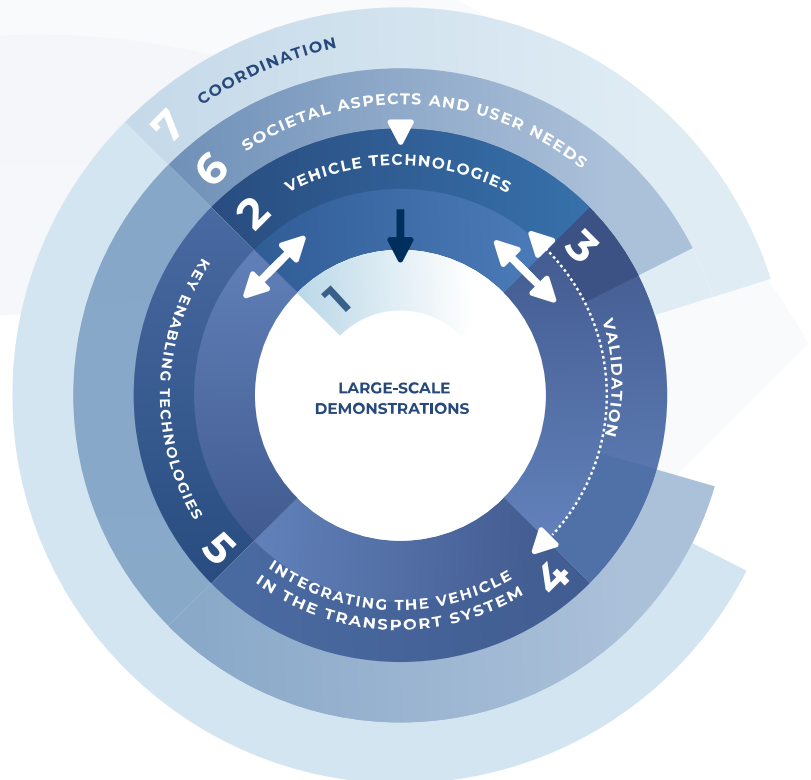 7 COORDINATION
6 SOCIETAL ASPECTS AND USER NEEDS
2 VEHICLE TECHNOLOGIES
3 VALIDATION
1
LARGE-SCALE
DEMONSTRATIONS
5 KEY ENABLING TECHNOLOGIES
4 INTEGRATING THE VEHICLE
IN THE TRANSPORT SYSTEM